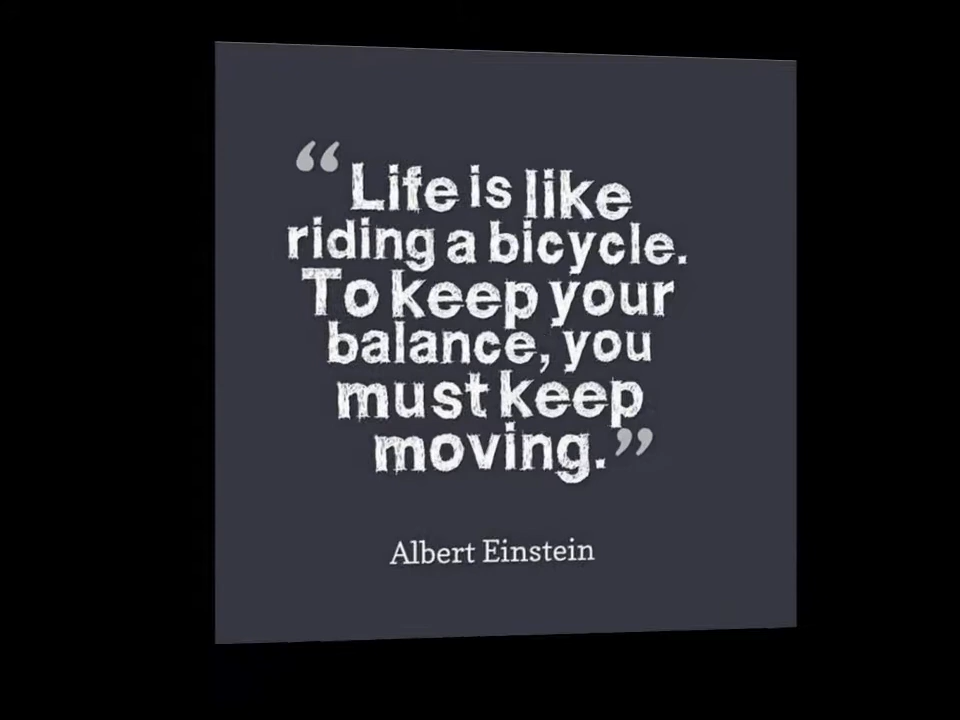 “Life is like
riding a bicycle.
To keep your
balance, you
must keep
moving.”
Albert Einstein